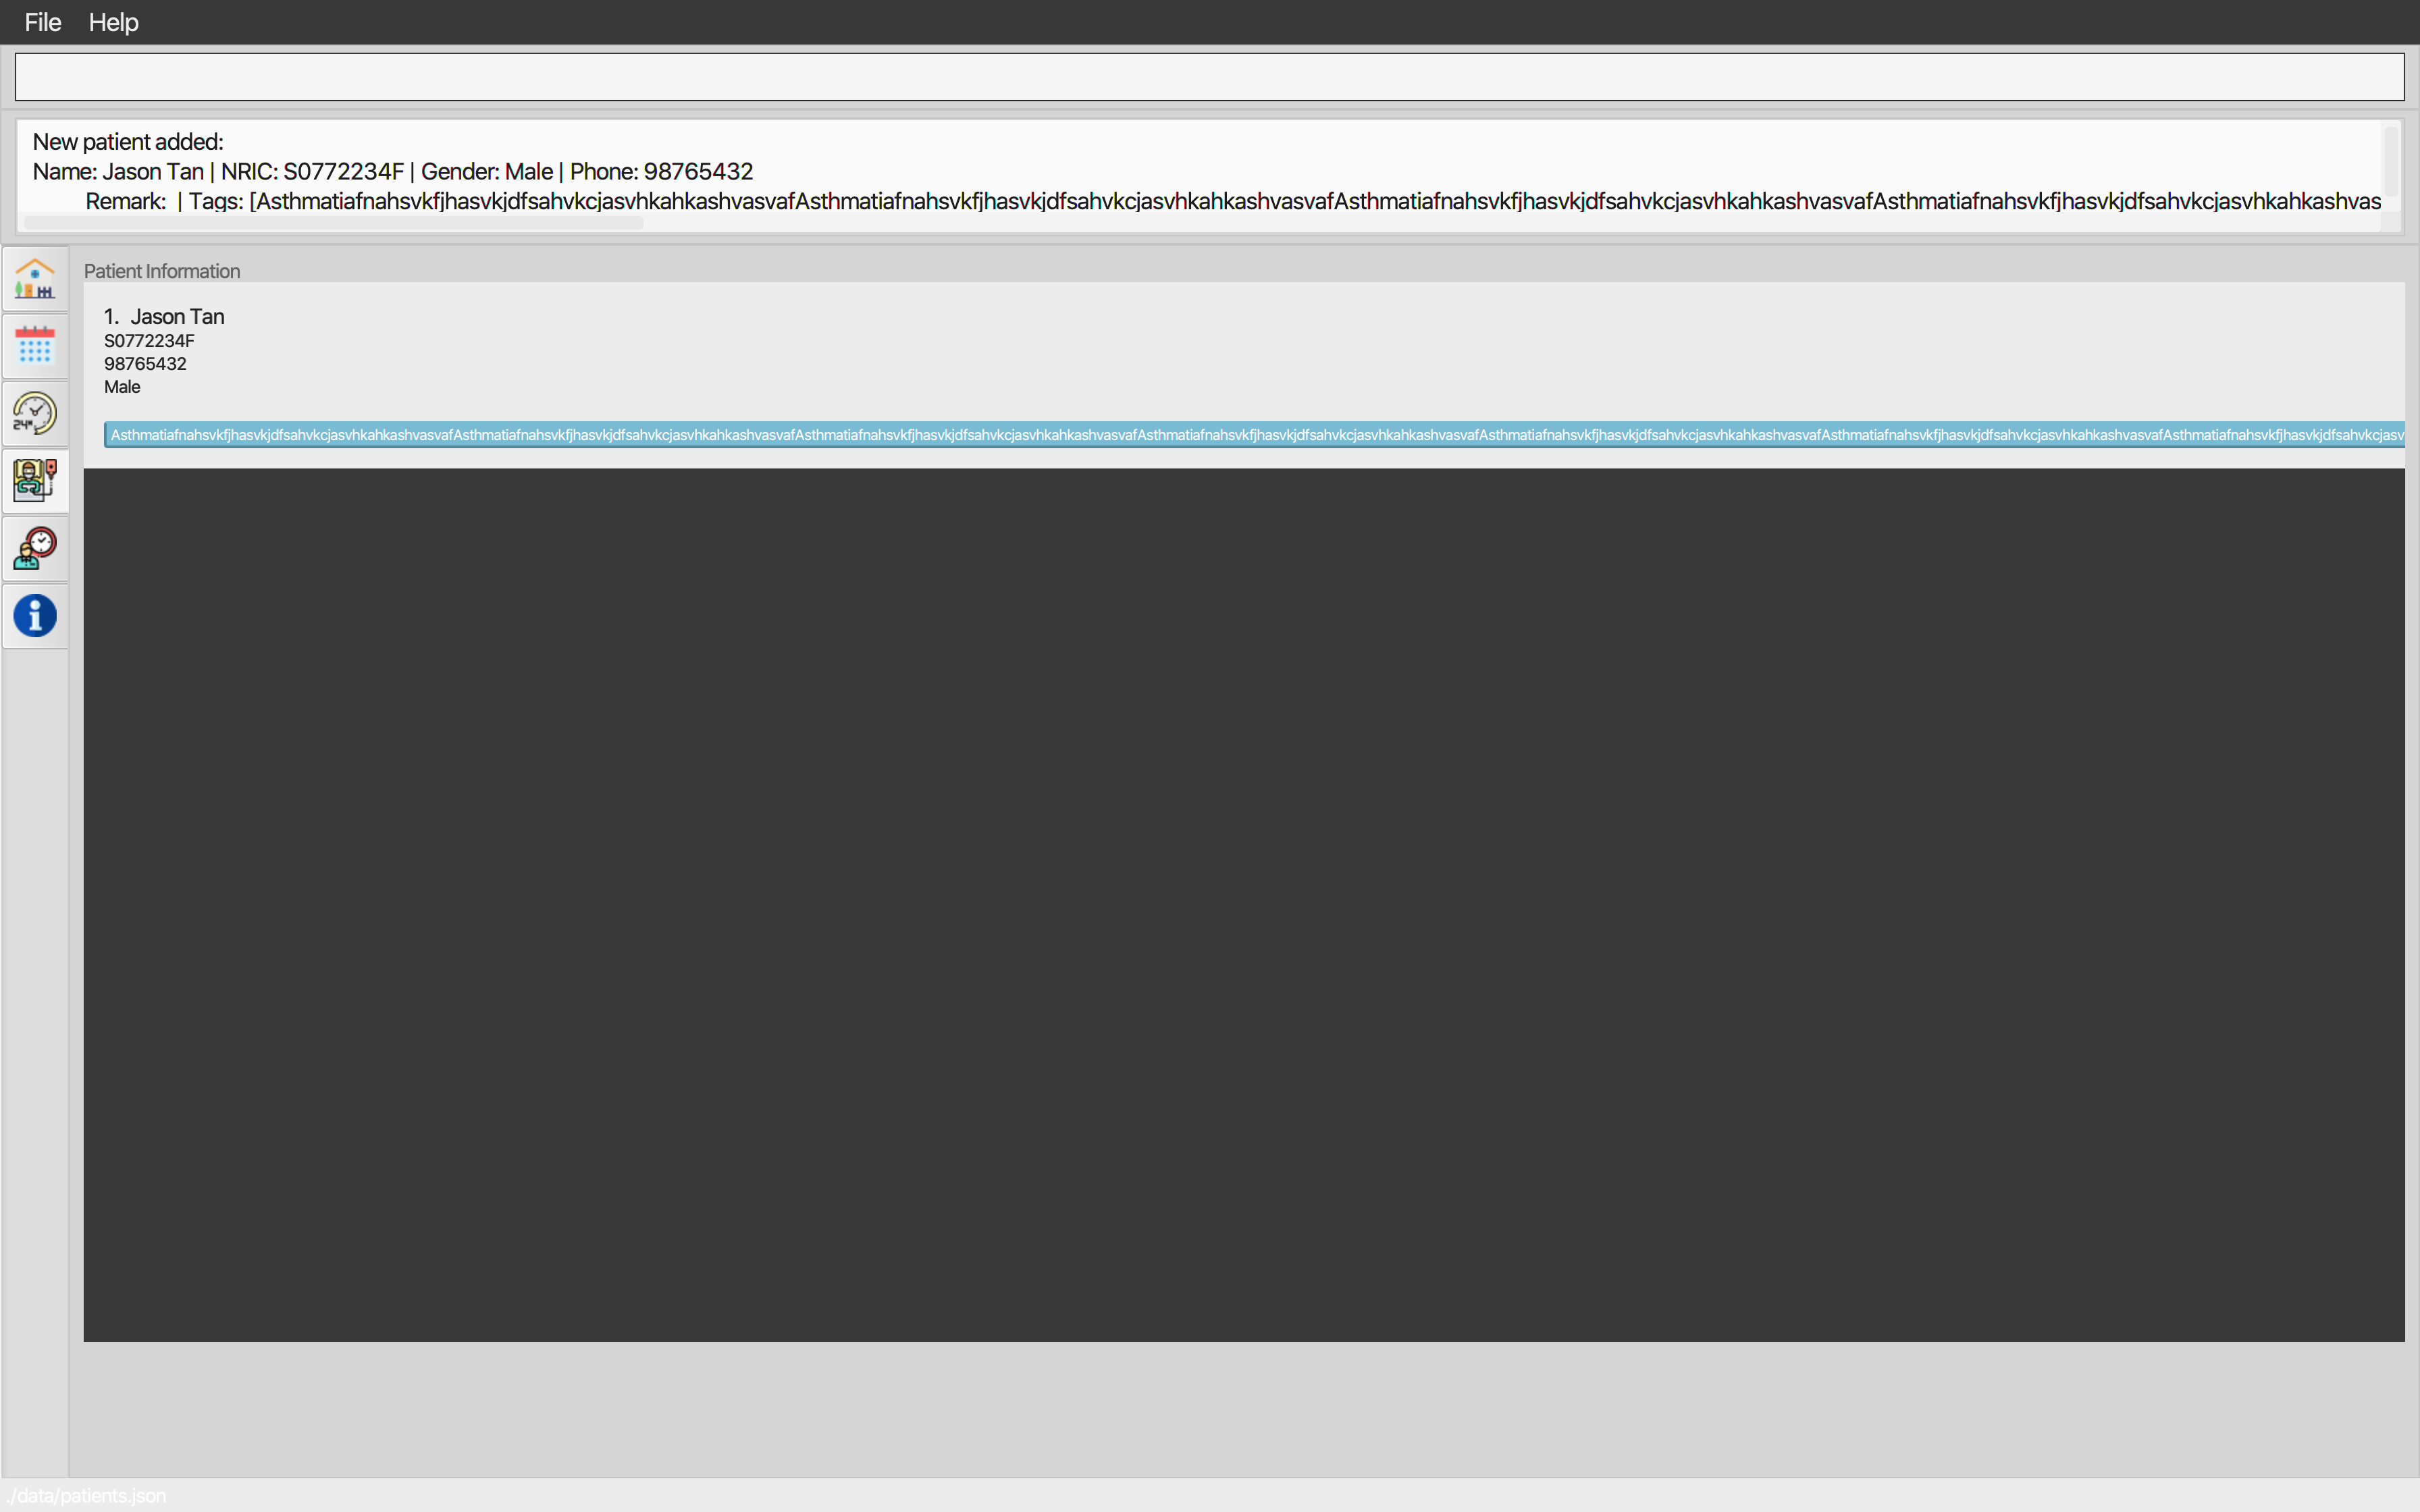 File Help
New patient added:
Name: Jason Tan | NRIC: S0772234F | Gender: Male | Phone: 98765432
Remark:  | Tags: [AsthmatiafnahsvkfjhasvkjdfsahvkcjasvhkahkashvasvafAsthmatiafnahsvkfjhasvkjdfsahvkcjasvhkahkashvasvafAsthmatiafnahsvkfjhasvkjdfsahvkcjasvhkahkashvasvafAsthmatiafnahsvkfjhasvkjdfsahvkcjasvhkahkashvas
24
Patient Information
1. Jason Tan
S0772234F
98765432
Male
AsthmatiafnahsvkfjhasvkjdfsahvkcjasvhkahkashvasvafAsthmatiafnahsvkfjhasvkjdfsahvkcjasvhkahkashvasvafAsthmatiafnahsvkfjhasvkjdfsahvkcjasvhkahkashvasvafAsthmatiafnahsvkfjhasvkjdfsahvkcjasvhkahkashvasvafAsthmatiafnahsvkfjhasvkjdfsahvkcjasvhkahkashvasvafAsthmatiafnahsvkfjhasvkjdfsahvkcjasvhkahkashvasvafAsthmatiafnahsvkfjhasvkjdfsahvkcjasv
./data/patients.json